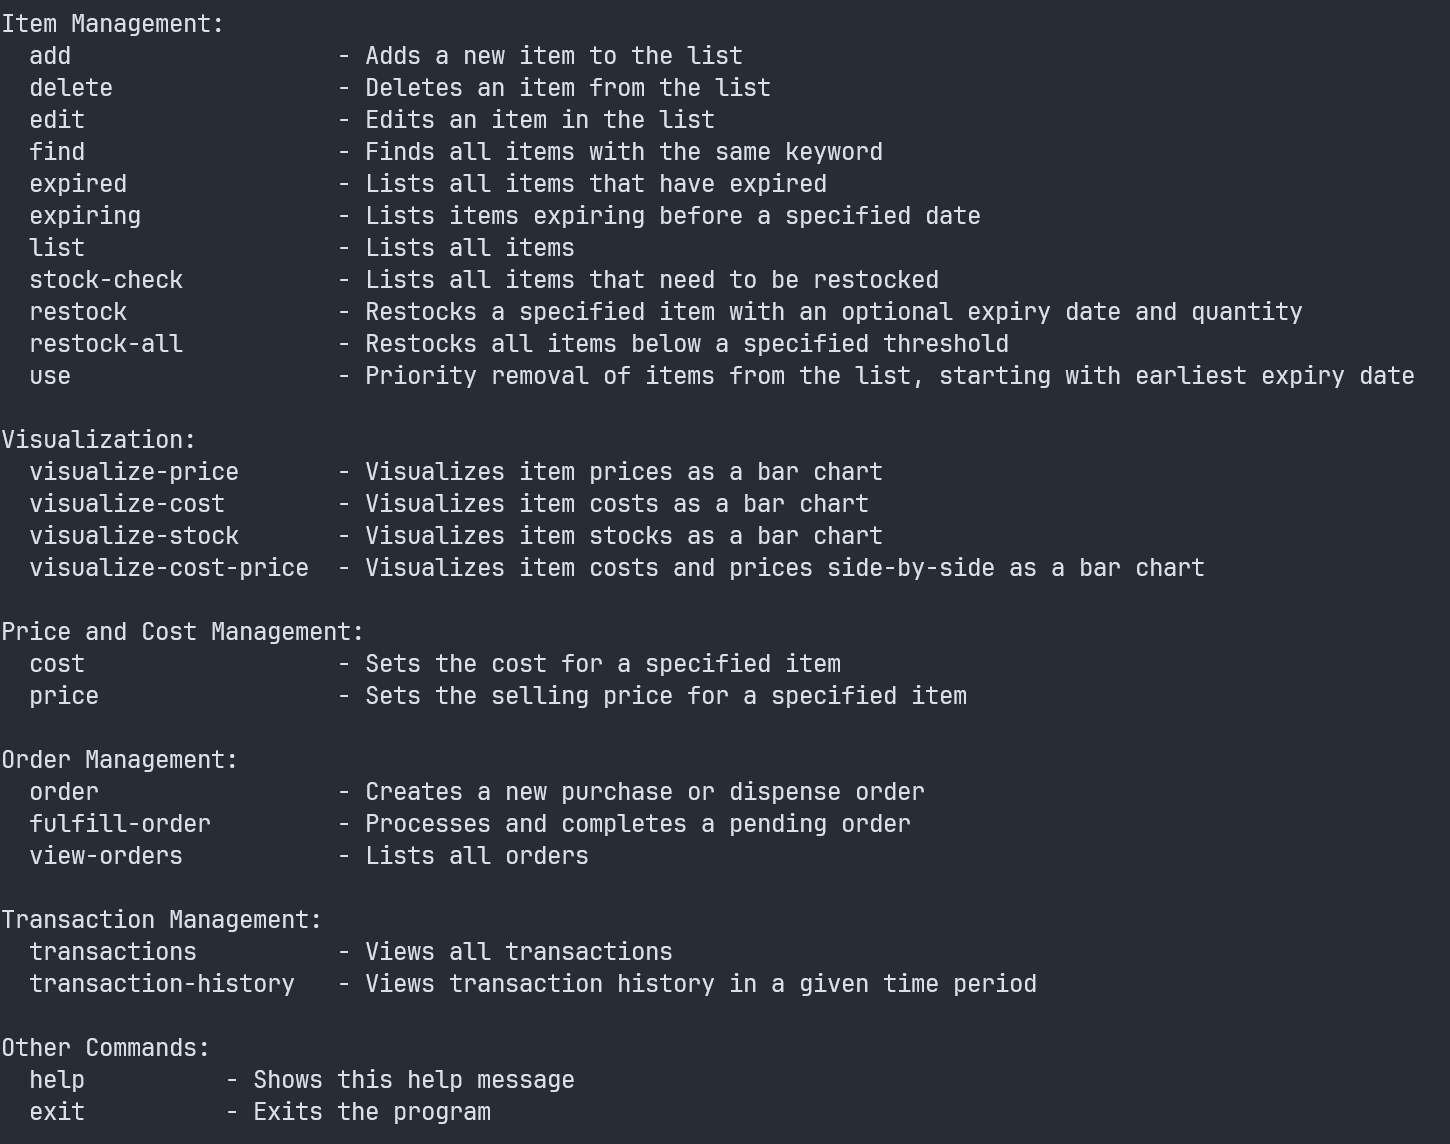 Item Management:
  add                   - Adds a new item to the list
  delete                - Deletes an item from the list
  edit                  - Edits an item in the list
  find                  - Finds all items with the same keyword
  expired               - Lists all items that have expired
  expiring              - Lists items expiring before a specified date
  list                  - Lists all items
  stock-check           - Lists all items that need to be restocked
  restock               - Restocks a specified item with an optional expiry date and quantity
  restock-all           - Restocks all items below a specified threshold
  use                   - Priority removal of items from the list, starting with earliest expiry date

Visualization:
  visualize-price       - Visualizes item prices as a bar chart
  visualize-cost        - Visualizes item costs as a bar chart
  visualize-stock       - Visualizes item stocks as a bar chart
  visualize-cost-price  - Visualizes item costs and prices side-by-side as a bar chart

Price and Cost Management:
  cost                  - Sets the cost for a specified item
  price                 - Sets the selling price for a specified item

Order Management:
  order                 - Creates a new purchase or dispense order
  fulfill-order         - Processes and completes a pending order
  view-orders           - Lists all orders

Transaction Management:
  transactions          - Views all transactions
  transaction-history   - Views transaction history in a given time period

Other Commands:
  help          - Shows this help message
  exit          - Exits the program